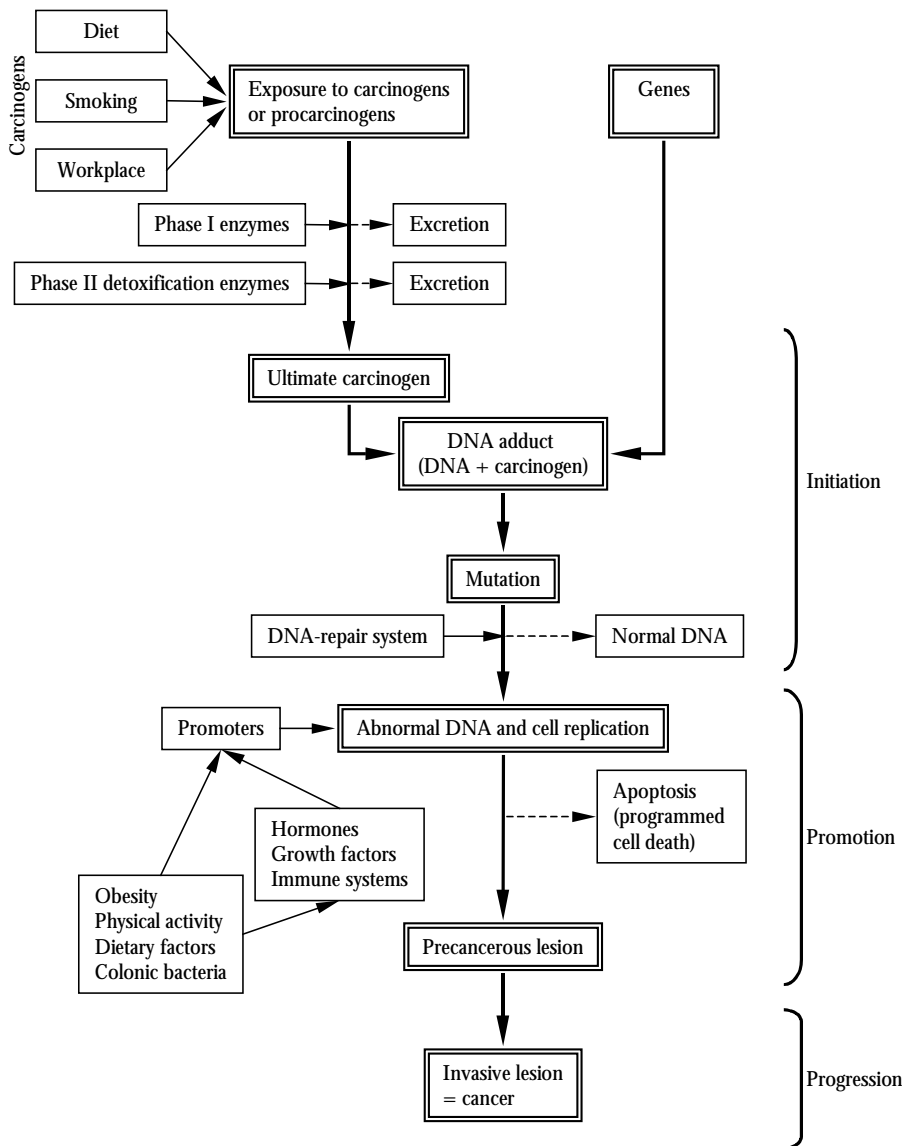 Carcinogens
Diet
Smoking
Workplace
Exposure to carcinogens
or procarcinogens
Genes
Phase I enzymes
Excretion
Phase II detoxification enzymes
Excretion
Ultimate carcinogen
DNA adduct
(DNA + carcinogen)
Initiation
Mutation
DNA-repair system
Normal DNA
Promoters
Abnormal DNA and cell replication
Apoptosis
(programmed
cell death)
Promotion
Hormones
Growth factors
Immune systems
Obesity
Physical activity
Dietary factors
Colonic bacteria
Precancerous lesion
Invasive lesion
= cancer
Progression